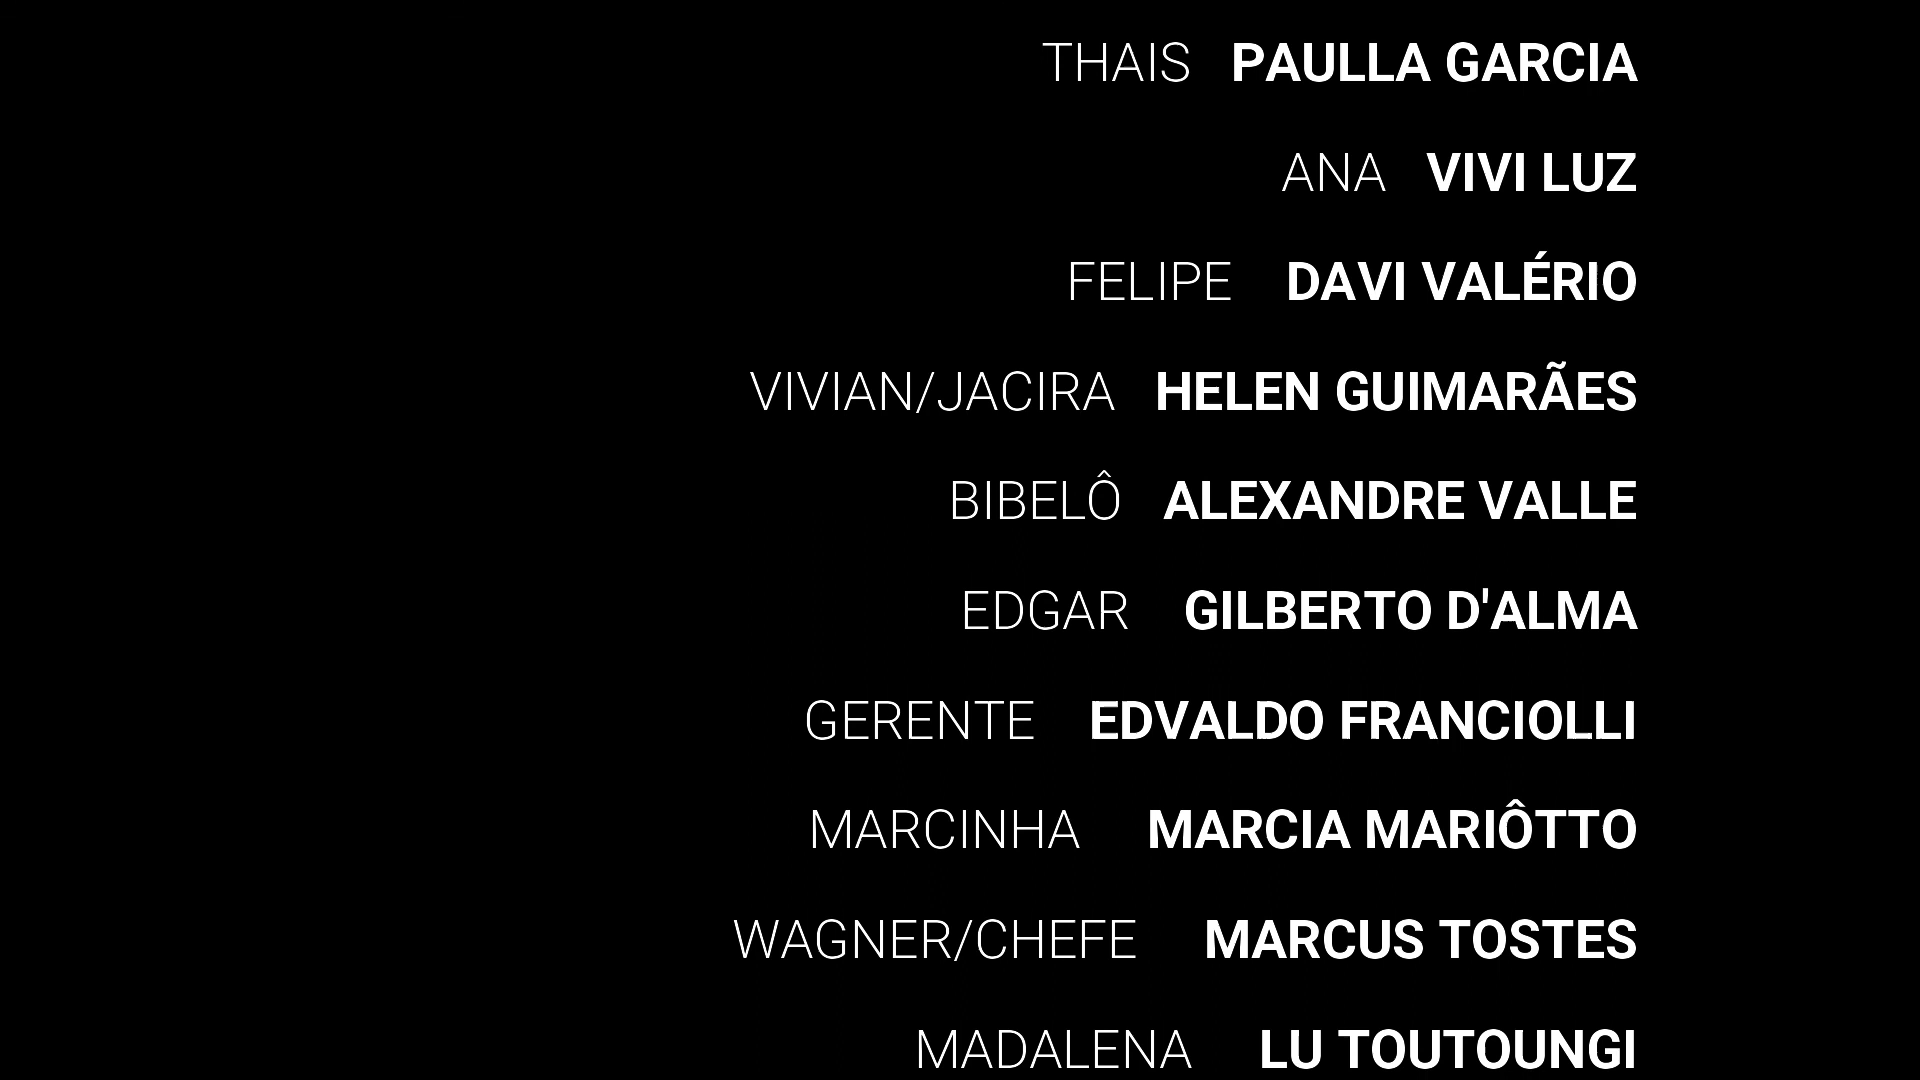 THAIS PAULLA GARCIA
ANA VIVI LUZ
FELIPE DAVI VALÉRIO
VIVIAN/JACIRA HELEN GUIMARÃES
BIBELÔ ALEXANDRE VALLE
EDGAR GILBERTO D'ALMA
GERENTE EDVALDO FRANCIOLLI
MARCINHA MARCIA MARIÔTTO
WAGNER/CHEFE MARCUS TOSTES
MADALENA LU TOUTOUNGI